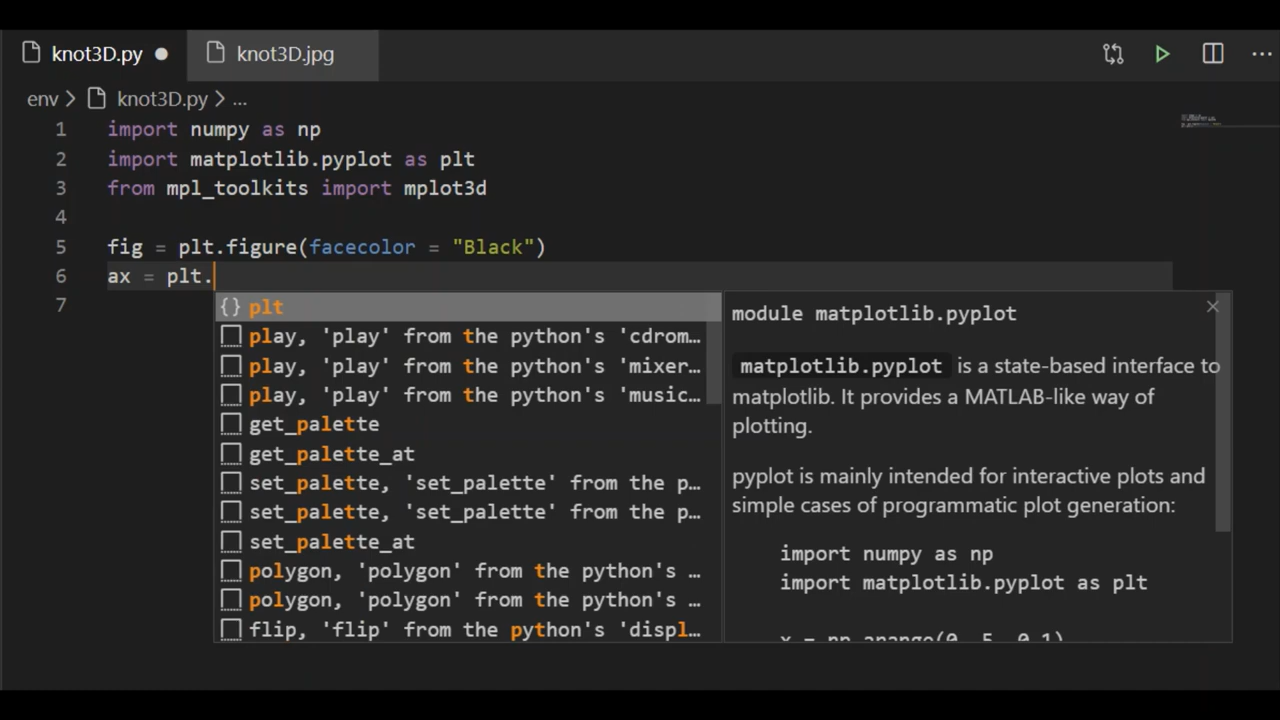 knot3D.py knot3D.jpg
env > knot3D.py > ...
1 import numpy as np
2 import matplotlib.pyplot as plt
3 from mpl_toolkits import mplot3d
4
5 fig = plt.figure(facecolor = "Black")
6 ax = plt.
7
{} plt
play, 'play' from the python's 'cdrom…
play, 'play' from the python's 'mixer…
play, 'play' from the python's 'music…
get_palette
get_palette_at
set_palette, 'set_palette' from the p…
set_palette, 'set_palette' from the p…
set_palette_at
polygon, 'polygon' from the python's …
polygon, 'polygon' from the python's …
flip, 'flip' from the python's 'displ…
module matplotlib.pyplot
matplotlib.pyplot is a state-based interface to
matplotlib. It provides a MATLAB-like way of
plotting.
pyplot is mainly intended for interactive plots and
simple cases of programmatic plot generation:
import numpy as np
import matplotlib.pyplot as plt
x = np.arange(0, 5, 0.1)